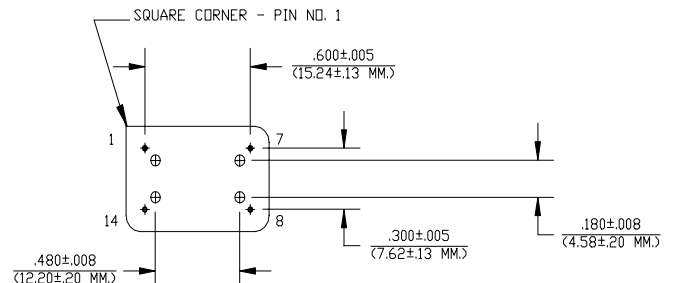 SQUARE CORNER - PIN NO. 1
.600±.005
(15.24±.13 MM.)
1
7
14
8
.300±.005
(7.62±.13 MM.)
.180±.008
(4.58±.20 MM.)
.480±.008
(12.20±.20 MM.)